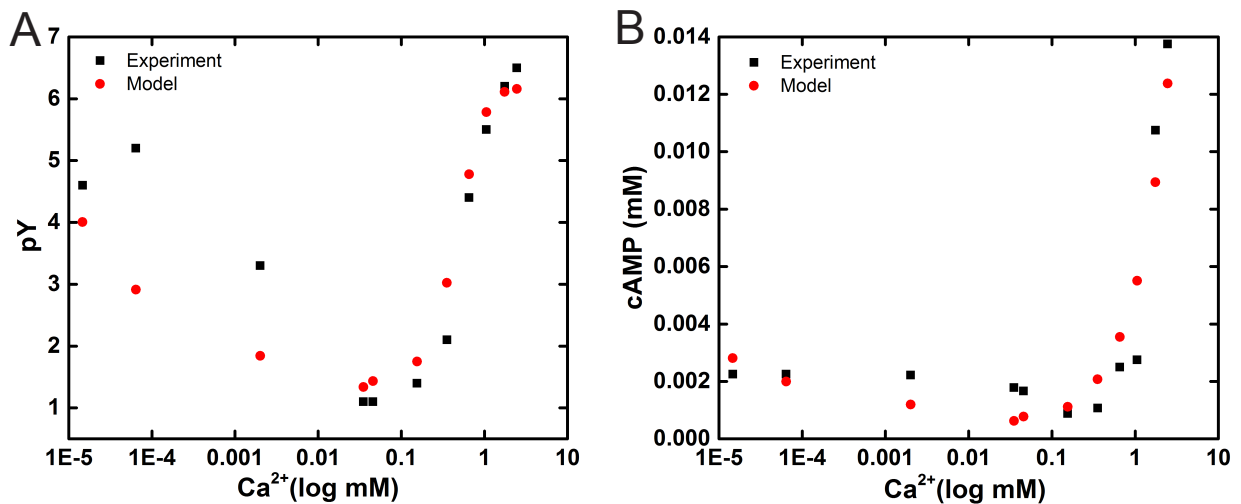 A
Experiment
Model
7
6
5
4
3
2
1
pY
1E-5 1E-4 0.001 0.01 0.1 1 10
Ca2+(log mM)
B
Experiment
Model
0.014
0.012
0.010
0.008
0.006
0.004
0.002
0.000
cAMP (mM)
1E-5 1E-4 0.001 0.01 0.1 1 10
Ca2+(log mM)